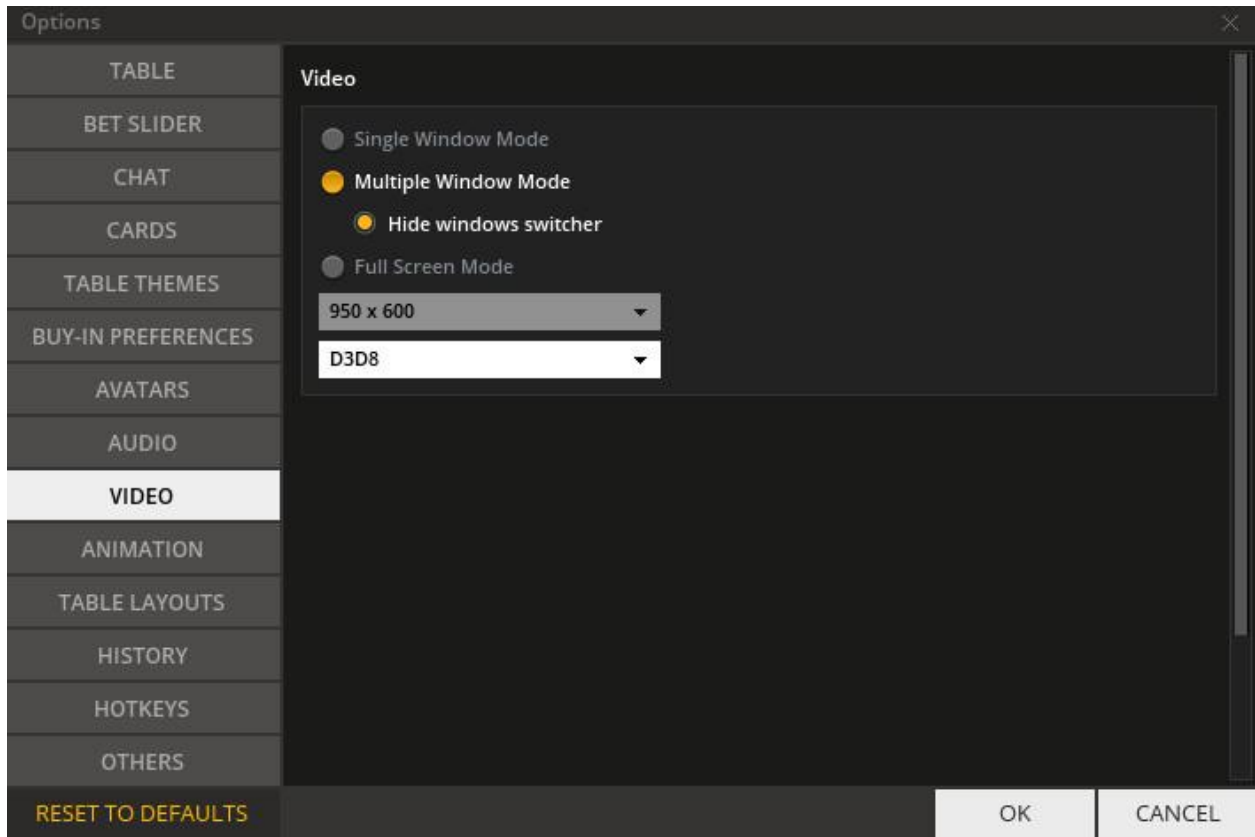 Options
TABLE
BET SLIDER
CHAT
CARDS
TABLE THEMES
BUY-IN PREFERENCES
AVATARS
AUDIO
VIDEO
ANIMATION
TABLE LAYOUTS
HISTORY
HOTKEYS
OTHERS
RESET TO DEFAULTS
Video
Single Window Mode
Multiple Window Mode
Hide windows switcher
Full Screen Mode
950 x 600
D3D8
OK
CANCEL